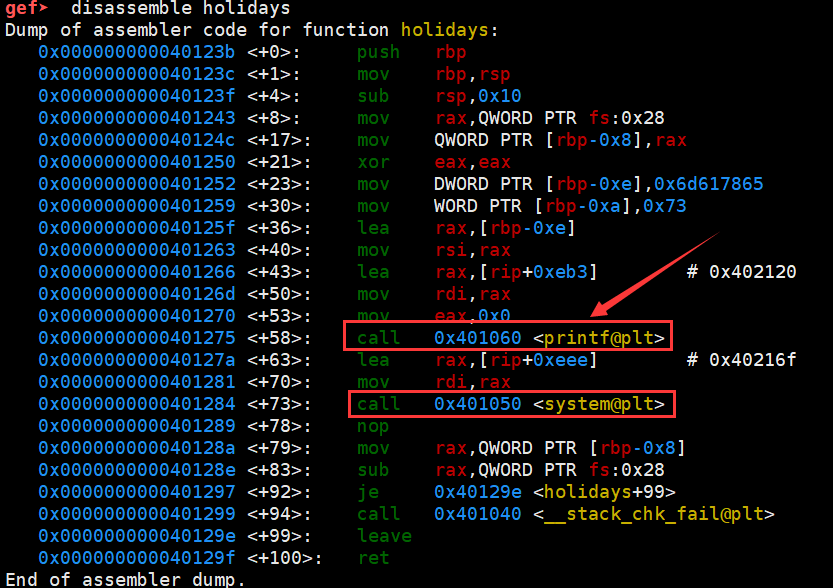 gef➤  disassemble holidays
Dump of assembler code for function holidays:
   0x000000000040123b <+0>:     push   rbp
   0x000000000040123c <+1>:     mov    rbp,rsp
   0x000000000040123f <+4>:     sub    rsp,0x10
   0x0000000000401243 <+8>:     mov    rax,QWORD PTR fs:0x28
   0x000000000040124c <+17>:    mov    QWORD PTR [rbp-0x8],rax
   0x0000000000401250 <+21>:    xor    eax,eax
   0x0000000000401252 <+23>:    mov    DWORD PTR [rbp-0xe],0x6d617865
   0x0000000000401259 <+30>:    mov    WORD PTR [rbp-0xa],0x73
   0x000000000040125f <+36>:    lea    rax,[rbp-0xe]
   0x0000000000401263 <+40>:    mov    rsi,rax
   0x0000000000401266 <+43>:    lea    rax,[rip+0xeb3]        # 0x402120
   0x000000000040126d <+50>:    mov    rdi,rax
   0x0000000000401270 <+53>:    mov    eax,0x0
   0x0000000000401275 <+58>:    call   0x401060 <printf@plt>
   0x000000000040127a <+63>:    lea    rax,[rip+0xeee]        # 0x40216f
   0x0000000000401281 <+70>:    mov    rdi,rax
   0x0000000000401284 <+73>:    call   0x401050 <system@plt>
   0x0000000000401289 <+78>:    nop
   0x000000000040128a <+79>:    mov    rax,QWORD PTR [rbp-0x8]
   0x000000000040128e <+83>:    sub    rax,QWORD PTR fs:0x28
   0x0000000000401297 <+92>:    je     0x40129e <holidays+99>
   0x0000000000401299 <+94>:    call   0x401040 <__stack_chk_fail@plt>
   0x000000000040129e <+99>:    leave
   0x000000000040129f <+100>:   ret
End of assembler dump.